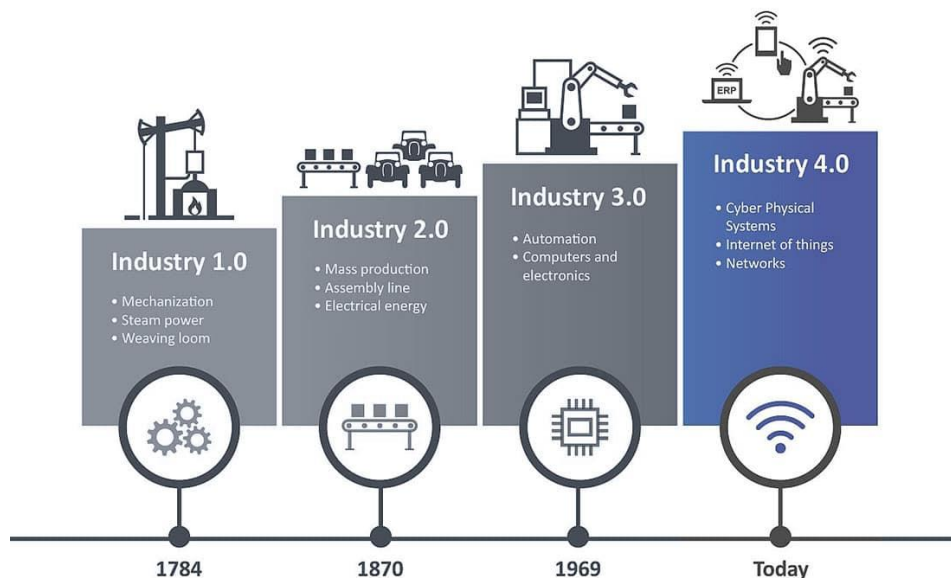 ERP
Industry 1.0
• Mechanization
• Steam power
• Weaving loom
Industry 2.0
• Mass production
• Assembly line
• Electrical energy
Industry 3.0
• Automation
• Computers and
electronics
Industry 4.0
• Cyber Physical
Systems
• Internet of things
• Networks
1784
1870
1969
Today